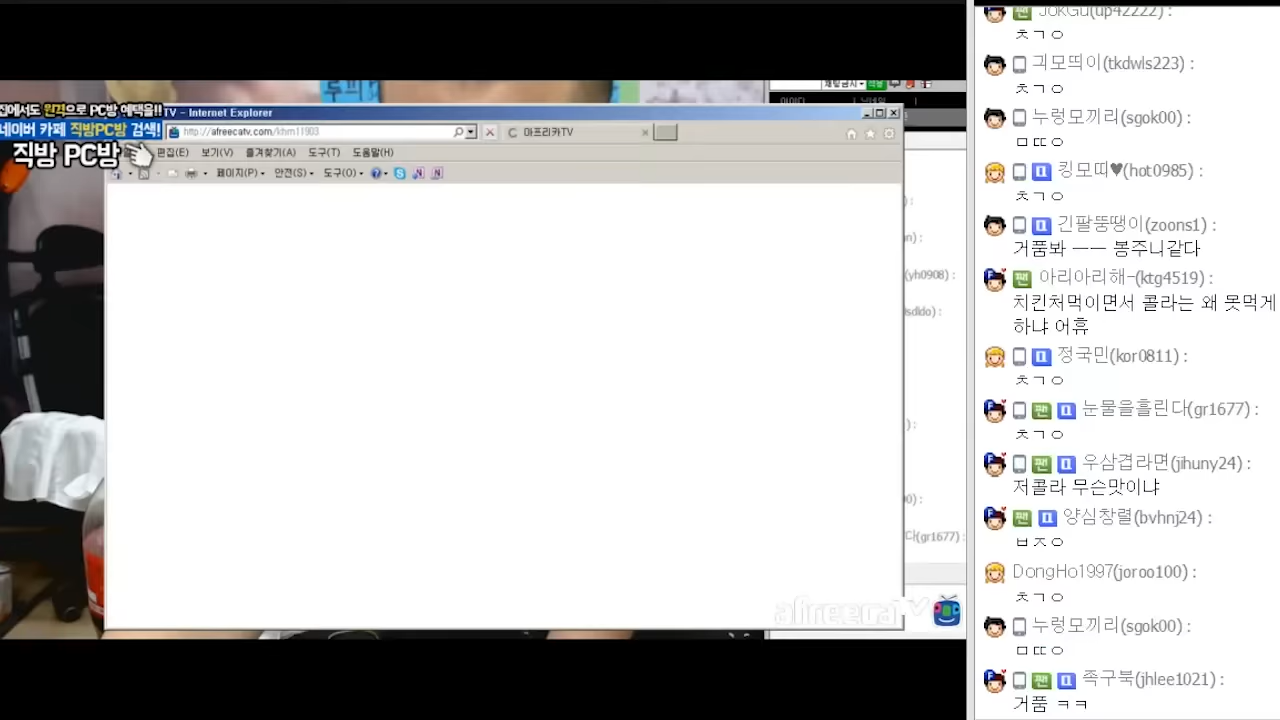 집에서도 원격으로 PC방 혜택을!!
네이버 카페 직방PC방 검색!
직방 PC방
TV - Internet Explorer
http://afreecatv.com/khm11903
아프리카TV
편집(E) 보기(V) 즐겨찾기(A) 도구(T) 도움말(H)
페이지(P) 안전(S) 도구(O)
채팅금지
(yh0908) :
(gr1677) :
afreecaTV
JokGu(up42222) :
ㅊㄱㅇ
괴모띄이(tkdwls223) :
ㅊㄱㅇ
누렁모끼리(sgok00) :
ㅁㄸㅇ
킹모띠♥(hot0985) :
ㅊㄱㅇ
긴팔뚱땡이(zoons1) :
거품봐 ㅡㅡ 봉주니같다
아리아리해~(ktg4519) :
치킨처먹이면서 콜라는 왜 못먹게
하냐 어휴
정국민(kor0811) :
ㅊㄱㅇ
눈물을흘린다(gr1677) :
ㅊㄱㅇ
우삼겹라면(jihuny24) :
저콜라 무슨맛이냐
양심창렬(bvhnj24) :
ㅂㅈㅇ
DongHo1997(joroo100) :
ㅊㄱㅇ
누렁모끼리(sgok00) :
ㅁㄸㅇ
족구북(jhlee1021) :
거품 ㅋㅋ